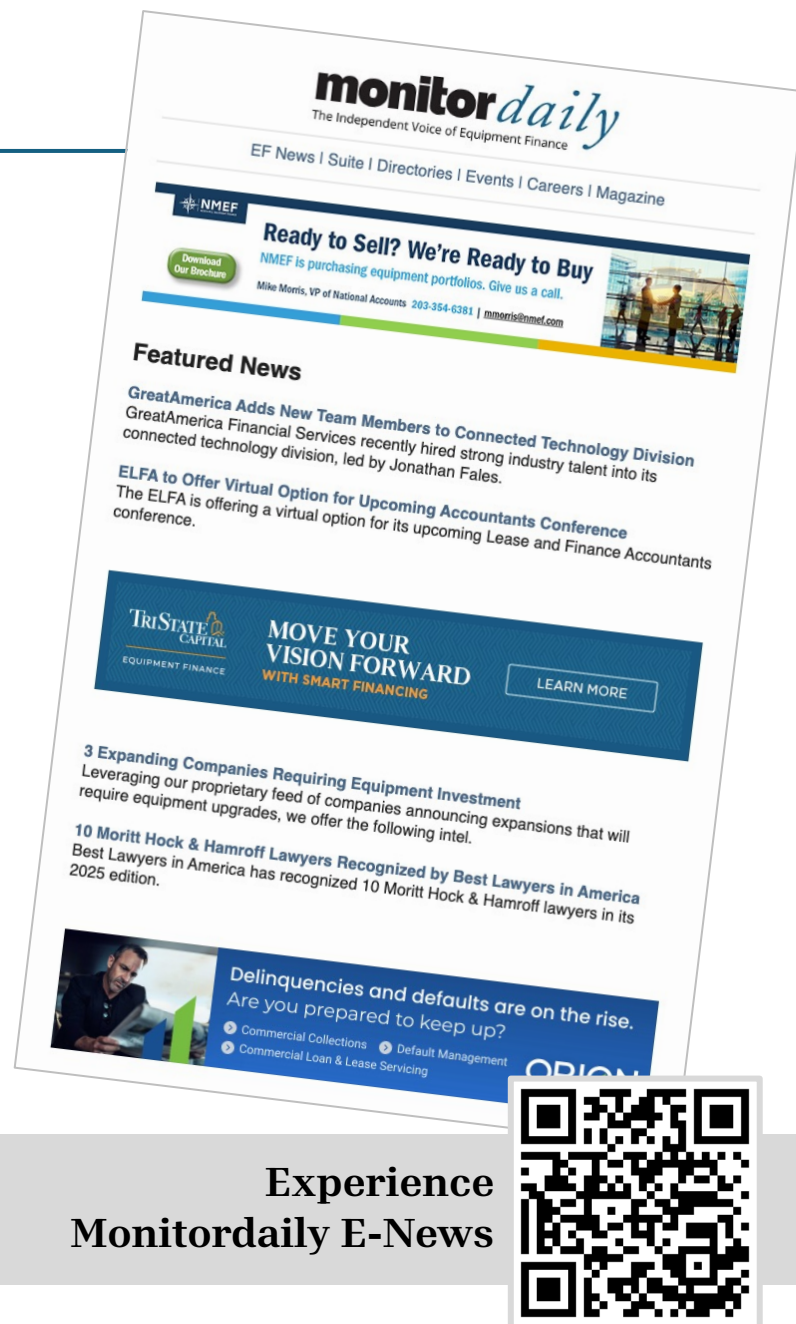 monitordaily
The Independent Voice of Equipment Finance
EF News | Suite | Directories | Events | Careers | Magazine
NMEF
Ready to Sell? We're Ready to Buy
Download
Our Brochure
NMEF is purchasing equipment portfolios. Give us a call.
Mike Morris, VP of National Accounts 203-354-6381 | mmorris@nmef.com
Featured News
GreatAmerica Adds New Team Members to Connected Technology Division
GreatAmerica Financial Services recently hired strong industry talent into its
connected technology division, led by Jonathan Fales.
ELFA to Offer Virtual Option for Upcoming Accountants Conference
The ELFA is offering a virtual option for its upcoming Lease and Finance Accountants
conference.
TRISTATE
CAPITAL
EQUIPMENT FINANCE
MOVE YOUR
VISION FORWARD
WITH SMART FINANCING
LEARN MORE
3 Expanding Companies Requiring Equipment Investment
Leveraging our proprietary feed of companies announcing expansions that will
require equipment upgrades, we offer the following intel.
10 Moritt Hock & Hamroff Lawyers Recognized by Best Lawyers in America
Best Lawyers in America has recognized 10 Moritt Hock & Hamroff lawyers in its
2025 edition.
Delinquencies and defaults are on the rise.
Are you prepared to keep up?
Commercial Collections Default Management
Commercial Loan & Lease Servicing
ORION
Experience
Monitordaily E-News